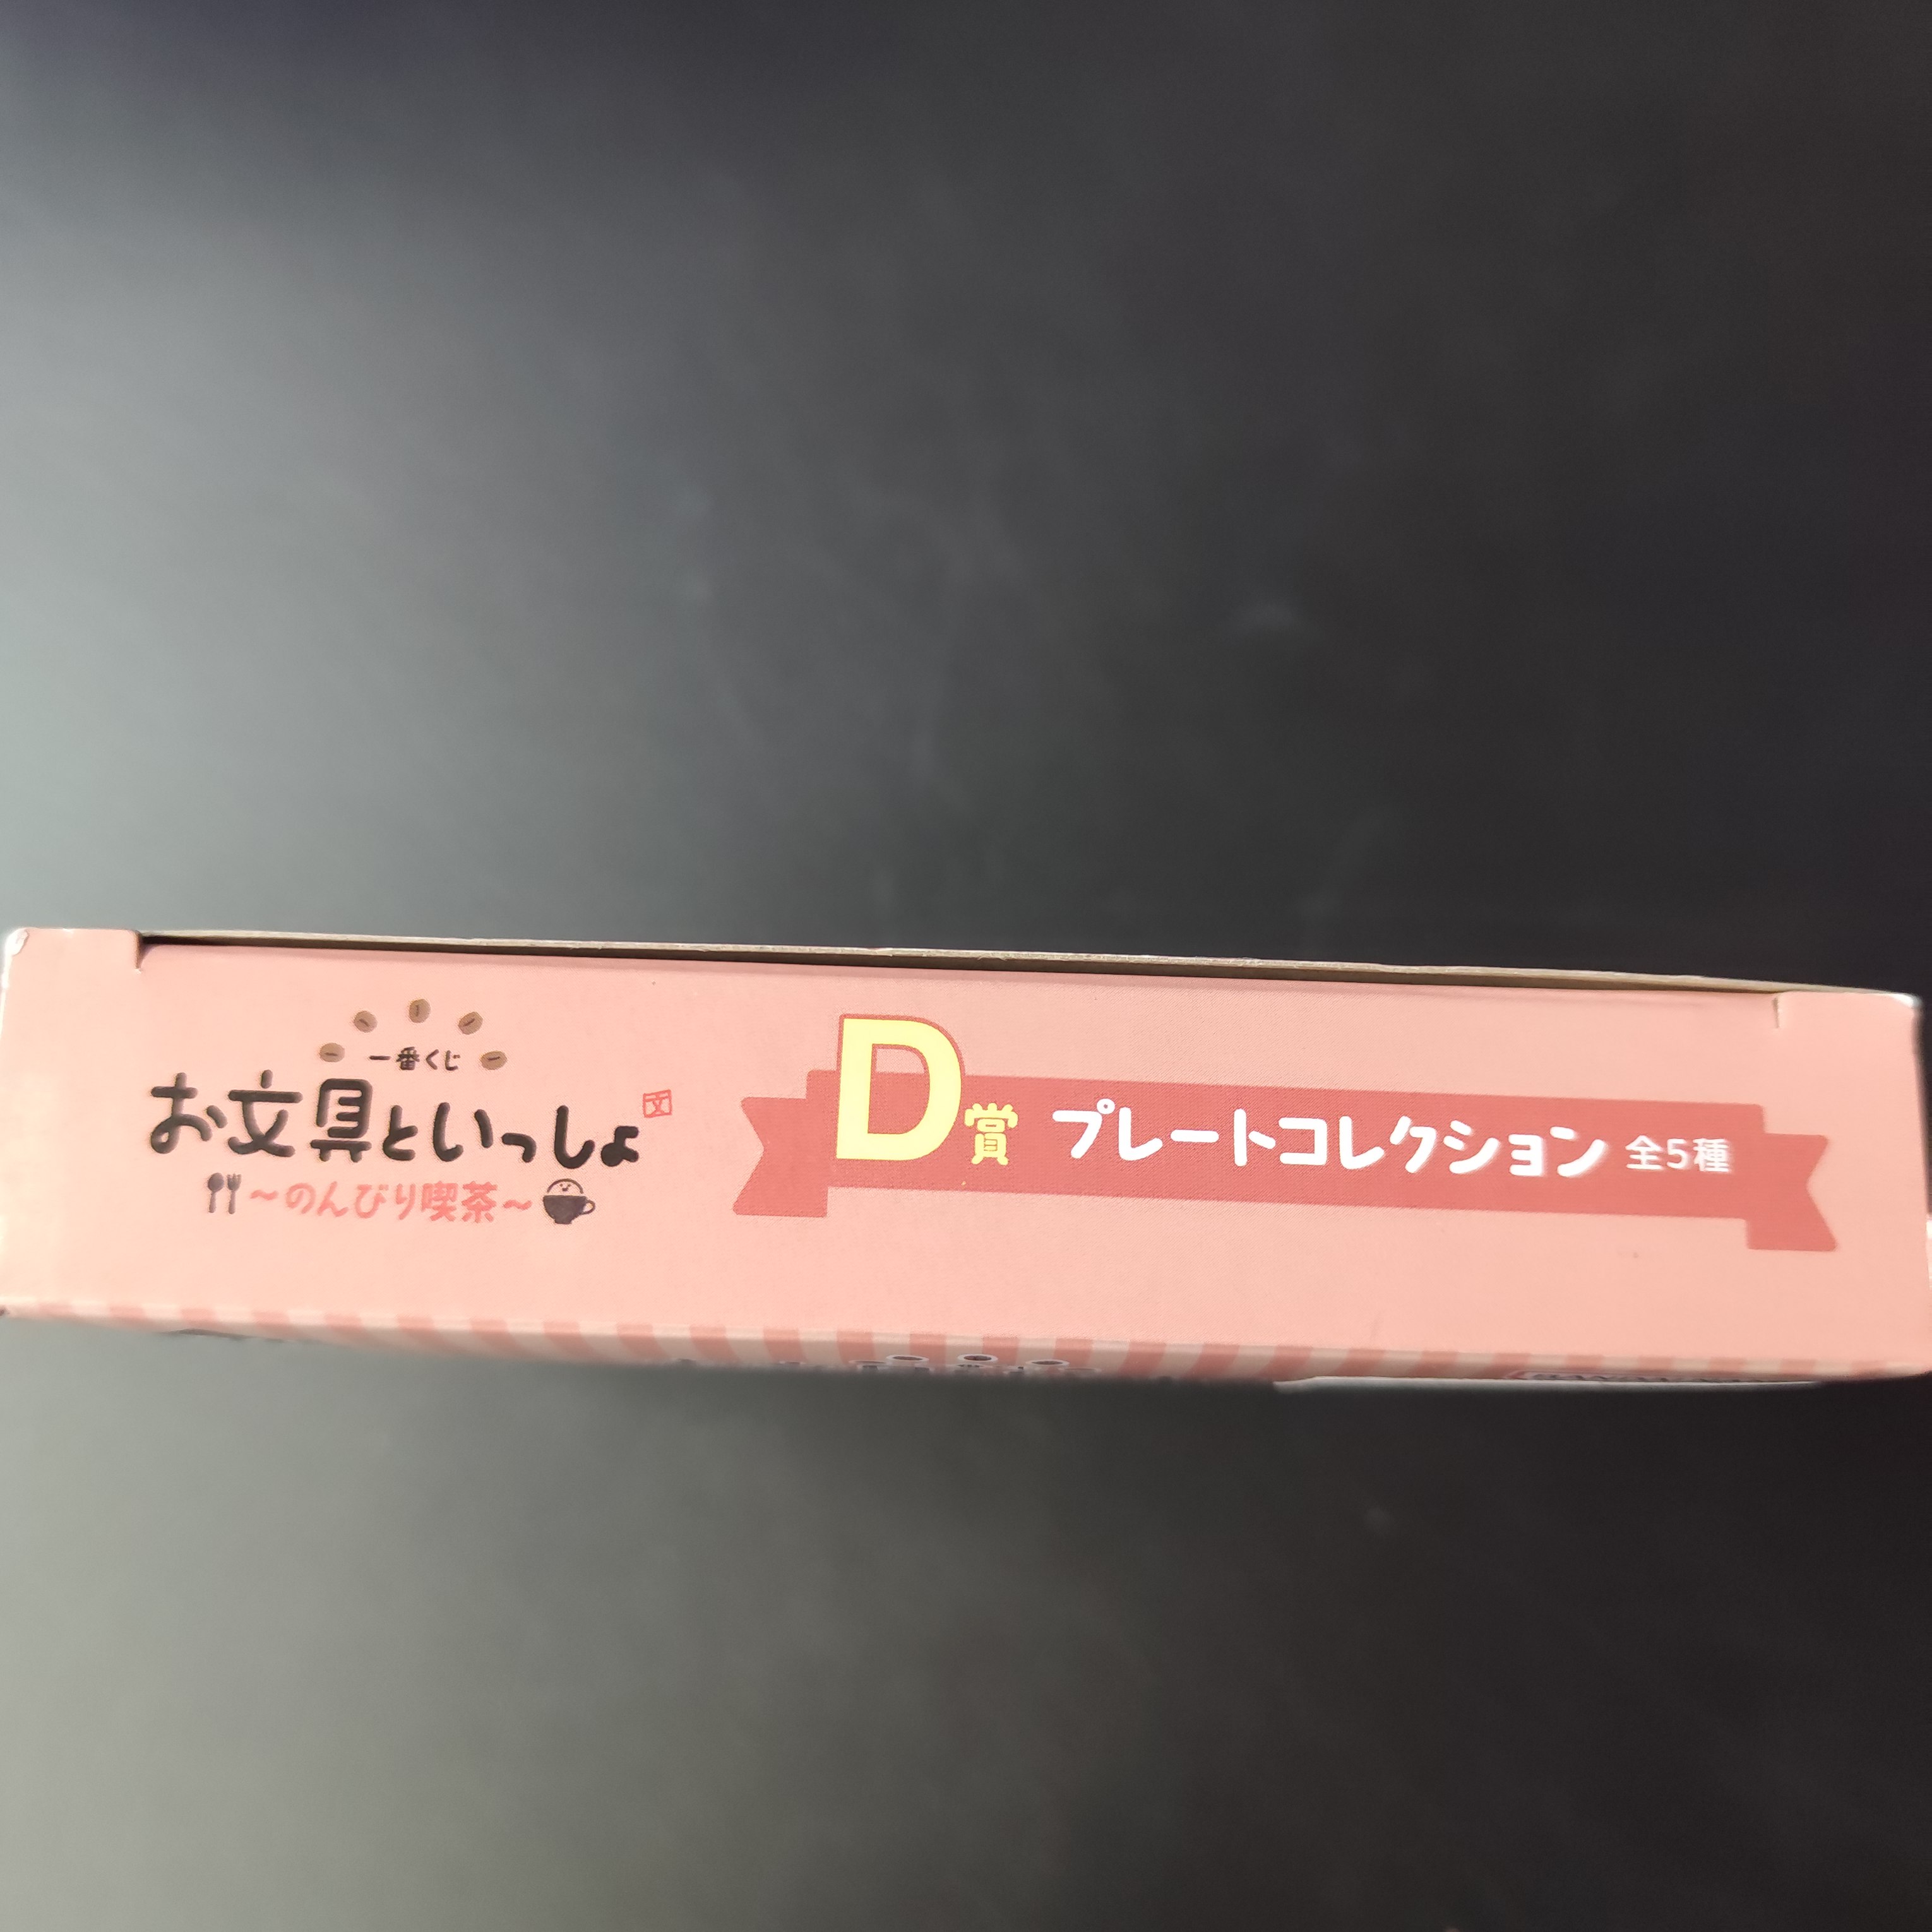 一番くじ
お文具といっしょ
文
~のんびり喫茶~
D賞 プレートコレクション 全5種